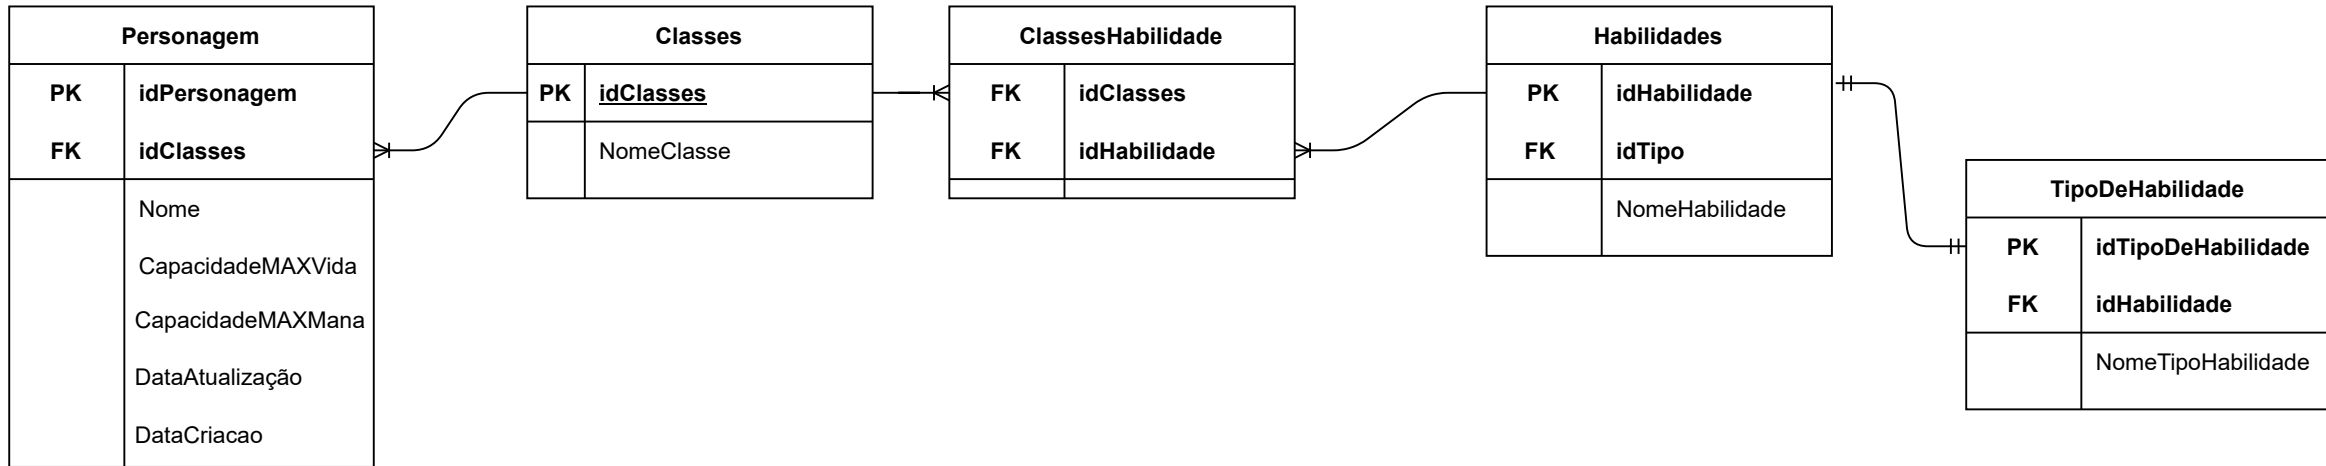 Personagem
PK idPersonagem
FK idClasses
Nome
CapacidadeMAXVida
CapacidadeMAXMana
DataAtualização
DataCriacao
Classes
PK idClasses
NomeClasse
ClassesHabilidade
FK idClasses
FK idHabilidade
Habilidades
PK idHabilidade
FK idTipo
NomeHabilidade
TipoDeHabilidade
PK idTipoDeHabilidade
FK idHabilidade
NomeTipoHabilidade